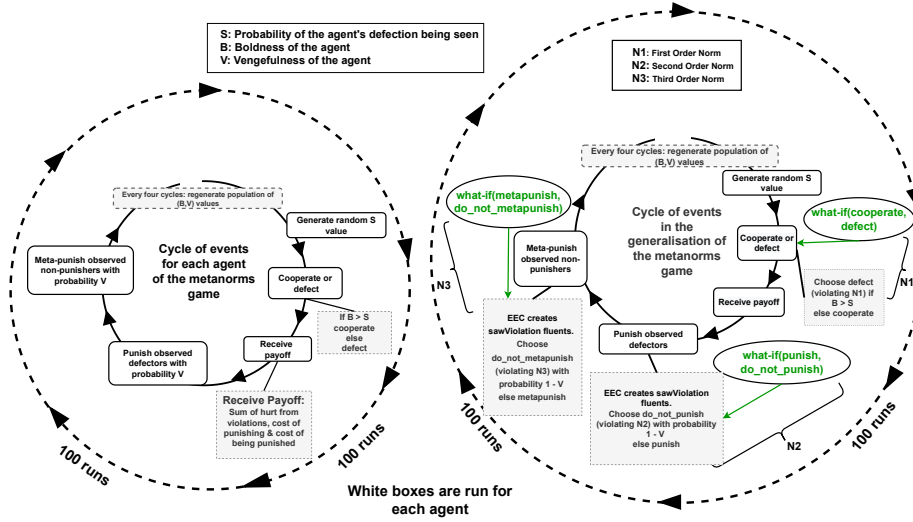 S: Probability of the agent's defection being seen
B: Boldness of the agent
V: Vengefulness of the agent
Every four cycles: regenerate population of
(B,V) values
Generate random S
value
Cooperate or
defect
If B > S
cooperate
else
defect
Receive
payoff
Receive Payoff:
Sum of hurt from
violations, cost of
punishing & cost of
being punished
Punish observed
defectors with
probability V
Meta-punish observed
non-punishers with
probability V
Cycle of events
for each agent
of the metanorms
game
100 runs
100 runs
N1: First Order Norm
N2: Second Order Norm
N3: Third Order Norm
Every four cycles: regenerate population of
(B,V) values
Generate random S
value
what-if(cooperate,
defect)
Cooperate or
defect
Choose defect
(violating N1) if
B > S
else cooperate
N1
Receive payoff
Punish observed
defectors
what-if(punish,
do_not_punish)
EEC creates sawViolation
fluents.
Choose do_not_punish
(violating N2) with probability
1 - V
else punish
N2
Meta-punish
observed non-
punishers
what-if(metapunish,
do_not_metapunish)
N3
EEC creates
sawViolation fluents.
Choose
do_not_metapunish
(violating N3) with
probability 1 - V
else metapunish
Cycle of events
in the
generalisation of
the metanorms
game
100 runs
100 runs
White boxes are run for
each agent